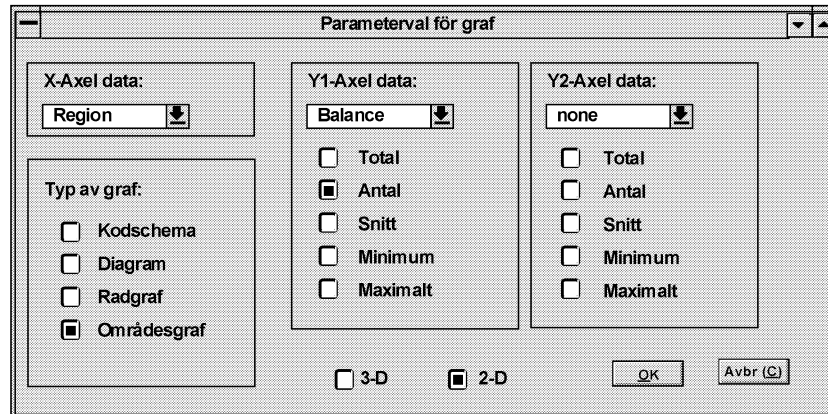 Parameterval för graf
X-Axel data:
Region
Typ av graf:
Kodschema
Diagram
Radgraf
Områdesgraf
Y1-Axel data:
Balance
Total
Antal
Snitt
Minimum
Maximalt
Y2-Axel data:
none
Total
Antal
Snitt
Minimum
Maximalt
3-D
2-D
OK
Avbr (C)